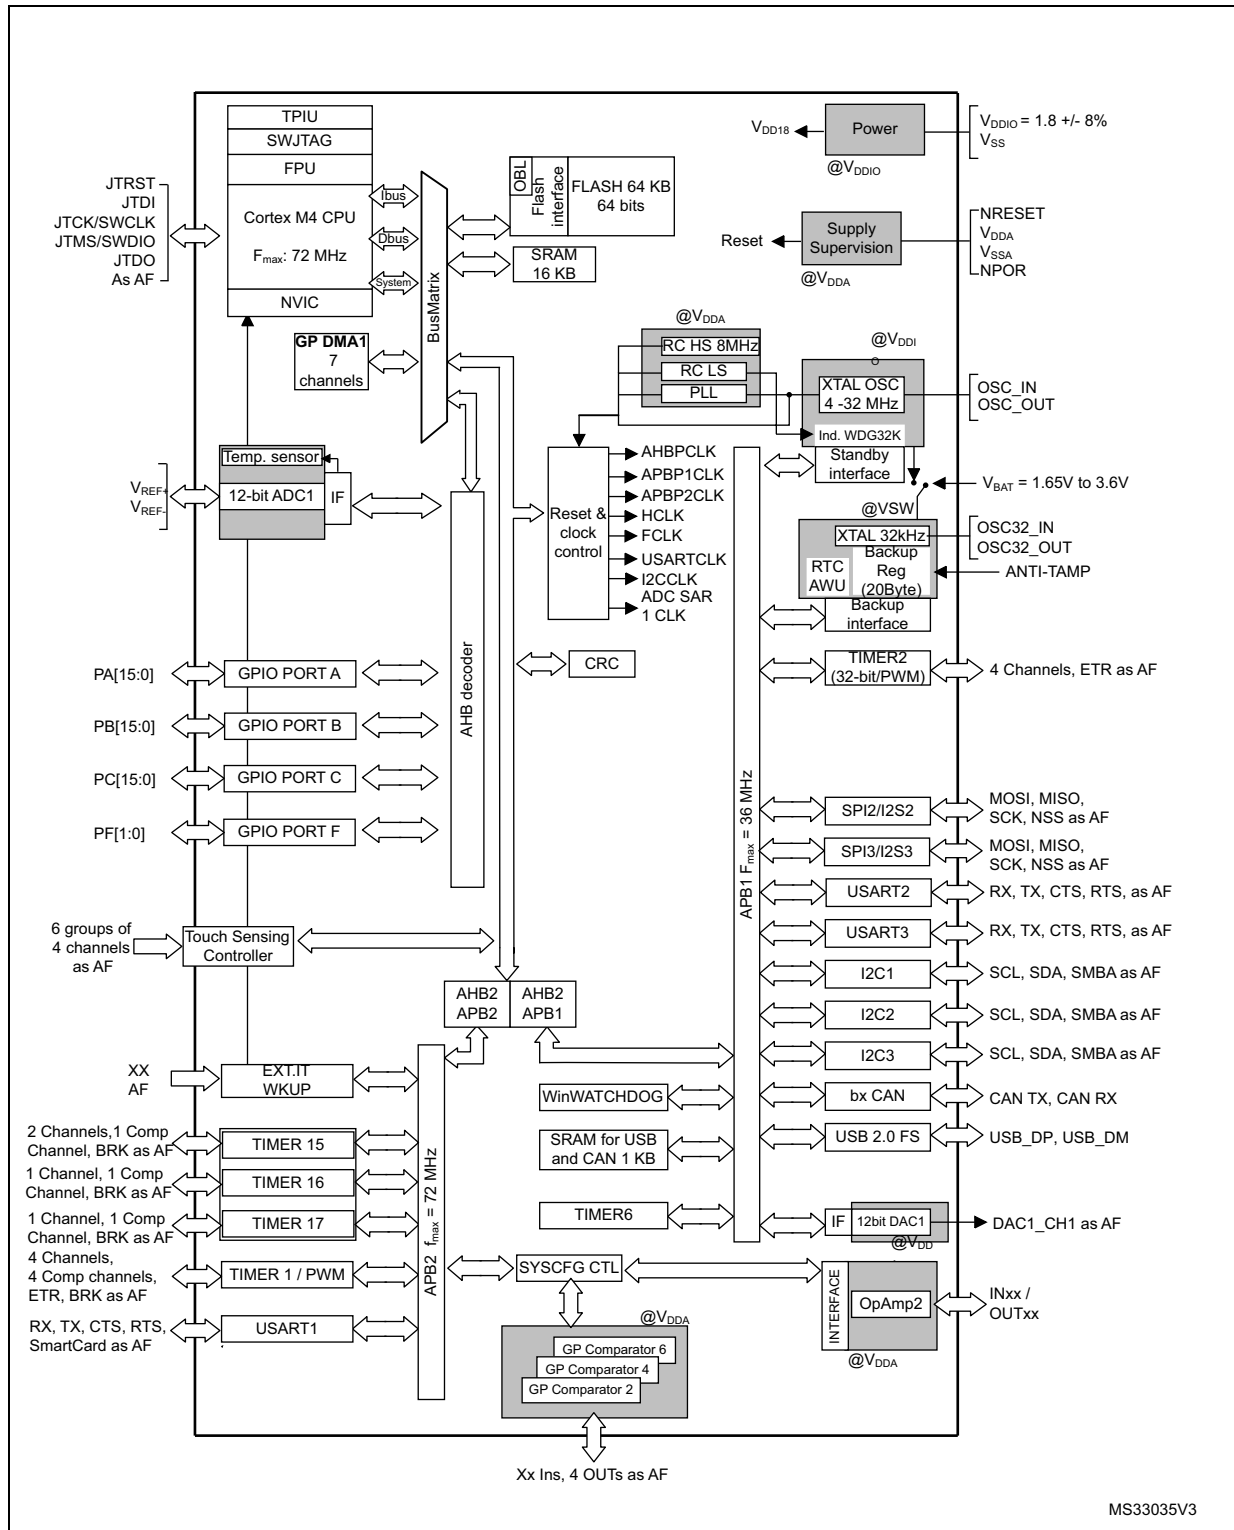 TPIU
SWJTAG
FPU
Cortex M4 CPU
Fmax: 72 MHz
NVIC
JTRST
JTDI
JTCK/SWCLK
JTMS/SWDIO
JTDO
As AF
Ibus
Dbus
System
BusMatrix
OBL
Flash
interface
FLASH 64 KB
64 bits
SRAM
16 KB
GP DMA1
7
channels
VDD18
Power
@VDDIO
VDDIO = 1.8 +/- 8%
VSS
Reset
Supply
Supervision
@VDDA
NRESET
VDDA
VSSA
NPOR
@VDDA
RC HS 8MHz
RC LS
PLL
@VDDI
O
XTAL OSC
4 -32 MHz
Ind. WDG32K
Standby
interface
OSC_IN
OSC_OUT
VBAT = 1.65V to 3.6V
@VSW
XTAL 32kHz
RTC
AWU
Backup
Reg
(20Byte)
Backup
interface
OSC32_IN
OSC32_OUT
ANTI-TAMP
Temp. sensor
12-bit ADC1
IF
VREF+
VREF-
Reset &
clock
control
AHBPCLK
APBP1CLK
APBP2CLK
HCLK
FCLK
USARTCLK
I2CCLK
ADC SAR
1 CLK
CRC
AHB decoder
PA[15:0]
GPIO PORT A
PB[15:0]
GPIO PORT B
PC[15:0]
GPIO PORT C
PF[1:0]
GPIO PORT F
6 groups of
4 channels
as AF
Touch Sensing
Controller
AHB2
APB2
AHB2
APB1
APB1 Fmax = 36 MHz
TIMER2
(32-bit/PWM)
4 Channels, ETR as AF
SPI2/I2S2
MOSI, MISO,
SCK, NSS as AF
SPI3/I2S3
MOSI, MISO,
SCK, NSS as AF
USART2
RX, TX, CTS, RTS, as AF
USART3
RX, TX, CTS, RTS, as AF
I2C1
SCL, SDA, SMBA as AF
I2C2
SCL, SDA, SMBA as AF
I2C3
SCL, SDA, SMBA as AF
bx CAN
CAN TX, CAN RX
USB 2.0 FS
USB_DP, USB_DM
IF
12bit DAC1
@VDD
DAC1_CH1 as AF
WinWATCHDOG
SRAM for USB
and CAN 1 KB
TIMER6
XX
AF
EXT.IT
WKUP
2 Channels,1 Comp
Channel, BRK as AF
TIMER 15
1 Channel, 1 Comp
Channel, BRK as AF
TIMER 16
1 Channel, 1 Comp
Channel, BRK as AF
TIMER 17
4 Channels,
4 Comp channels,
ETR, BRK as AF
TIMER 1 / PWM
RX, TX, CTS, RTS,
SmartCard as AF
USART1
APB2 fmax = 72 MHz
SYSCFG CTL
@VDDA
GP Comparator 6
GP Comparator 4
GP Comparator 2
Xx Ins, 4 OUTs as AF
INTERFACE
OpAmp2
@VDDA
INxx /
OUTxx
MS33035V3